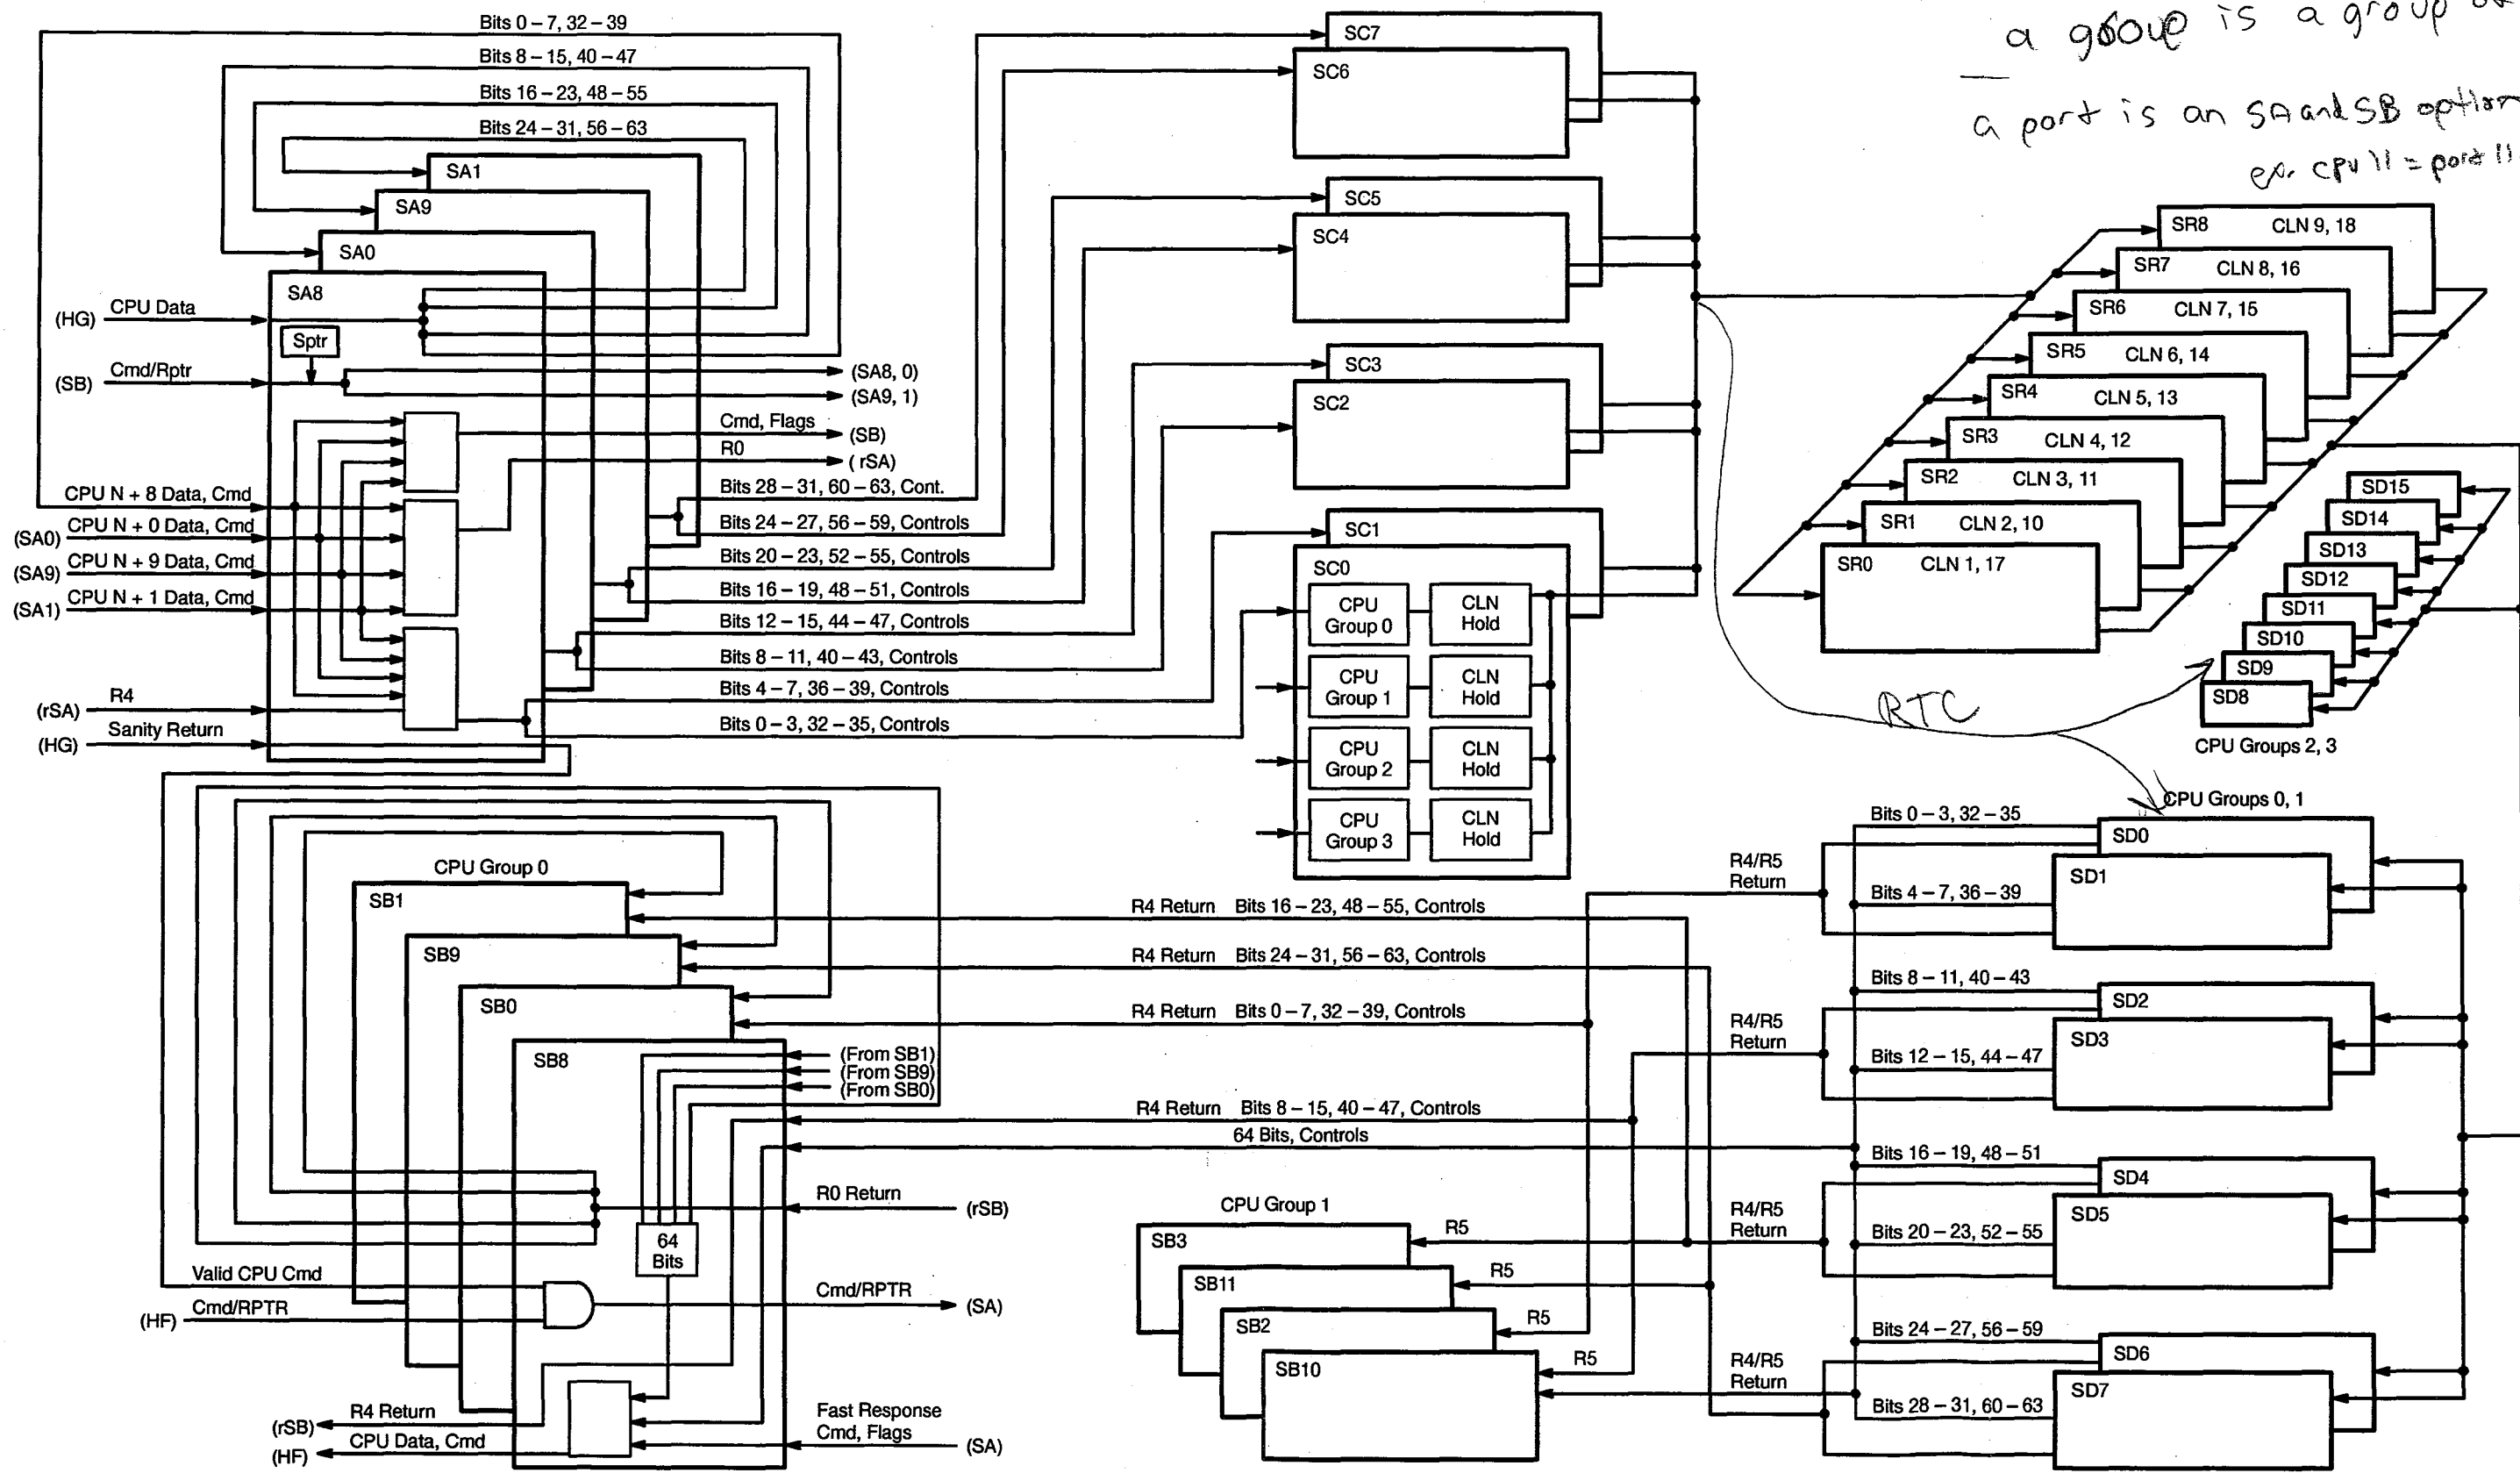 Bits 0 – 7, 32 – 39
Bits 8 – 15, 40 – 47
Bits 16 – 23, 48 – 55
Bits 24 – 31, 56 – 63
SA1
SA9
SA0
SA8
(HG) CPU Data
Sptr
(SB) Cmd/Rptr
(SA8, 0)
(SA9, 1)
Cmd, Flags (SB)
R0 ( rSA)
CPU N + 8 Data, Cmd
(SA0) CPU N + 0 Data, Cmd
(SA9) CPU N + 9 Data, Cmd
(SA1) CPU N + 1 Data, Cmd
(rSA) R4
(HG) Sanity Return
Bits 28 – 31, 60 – 63, Cont.
Bits 24 – 27, 56 – 59, Controls
Bits 20 – 23, 52 – 55, Controls
Bits 16 – 19, 48 – 51, Controls
Bits 12 – 15, 44 – 47, Controls
Bits 8 – 11, 40 – 43, Controls
Bits 4 – 7, 36 – 39, Controls
Bits 0 – 3, 32 – 35, Controls
SC7
SC6
SC5
SC4
SC3
SC2
SC1
SC0
CPU
Group 0
CLN
Hold
CPU
Group 1
CLN
Hold
CPU
Group 2
CLN
Hold
CPU
Group 3
CLN
Hold
a group is a group
a port is an SA and SB option
ex. CPU 11 = port 11
SR8 CLN 9, 18
SR7 CLN 8, 16
SR6 CLN 7, 15
SR5 CLN 6, 14
SR4 CLN 5, 13
SR3 CLN 4, 12
SR2 CLN 3, 11
SR1 CLN 2, 10
SR0 CLN 1, 17
SD15
SD14
SD13
SD12
SD11
SD10
SD9
SD8
CPU Groups 2, 3
RTC
CPU Groups 0, 1
Bits 0 – 3, 32 – 35
SD0
SD1
R4/R5
Return
Bits 4 – 7, 36 – 39
Bits 8 – 11, 40 – 43
SD2
SD3
R4/R5
Return
Bits 12 – 15, 44 – 47
Bits 16 – 19, 48 – 51
SD4
SD5
R4/R5
Return
Bits 20 – 23, 52 – 55
Bits 24 – 27, 56 – 59
SD6
SD7
R4/R5
Return
Bits 28 – 31, 60 – 63
CPU Group 0
SB1
SB9
SB0
SB8
R4 Return Bits 16 – 23, 48 – 55, Controls
R4 Return Bits 24 – 31, 56 – 63, Controls
R4 Return Bits 0 – 7, 32 – 39, Controls
(From SB1)
(From SB9)
(From SB0)
R4 Return Bits 8 – 15, 40 – 47, Controls
64 Bits, Controls
R0 Return (rSB)
64
Bits
Valid CPU Cmd
(HF) Cmd/RPTR
Cmd/RPTR (SA)
(rSB) R4 Return
(HF) CPU Data, Cmd
Fast Response
Cmd, Flags (SA)
CPU Group 1
SB3
R5
SB11
R5
SB2
R5
SB10
R5